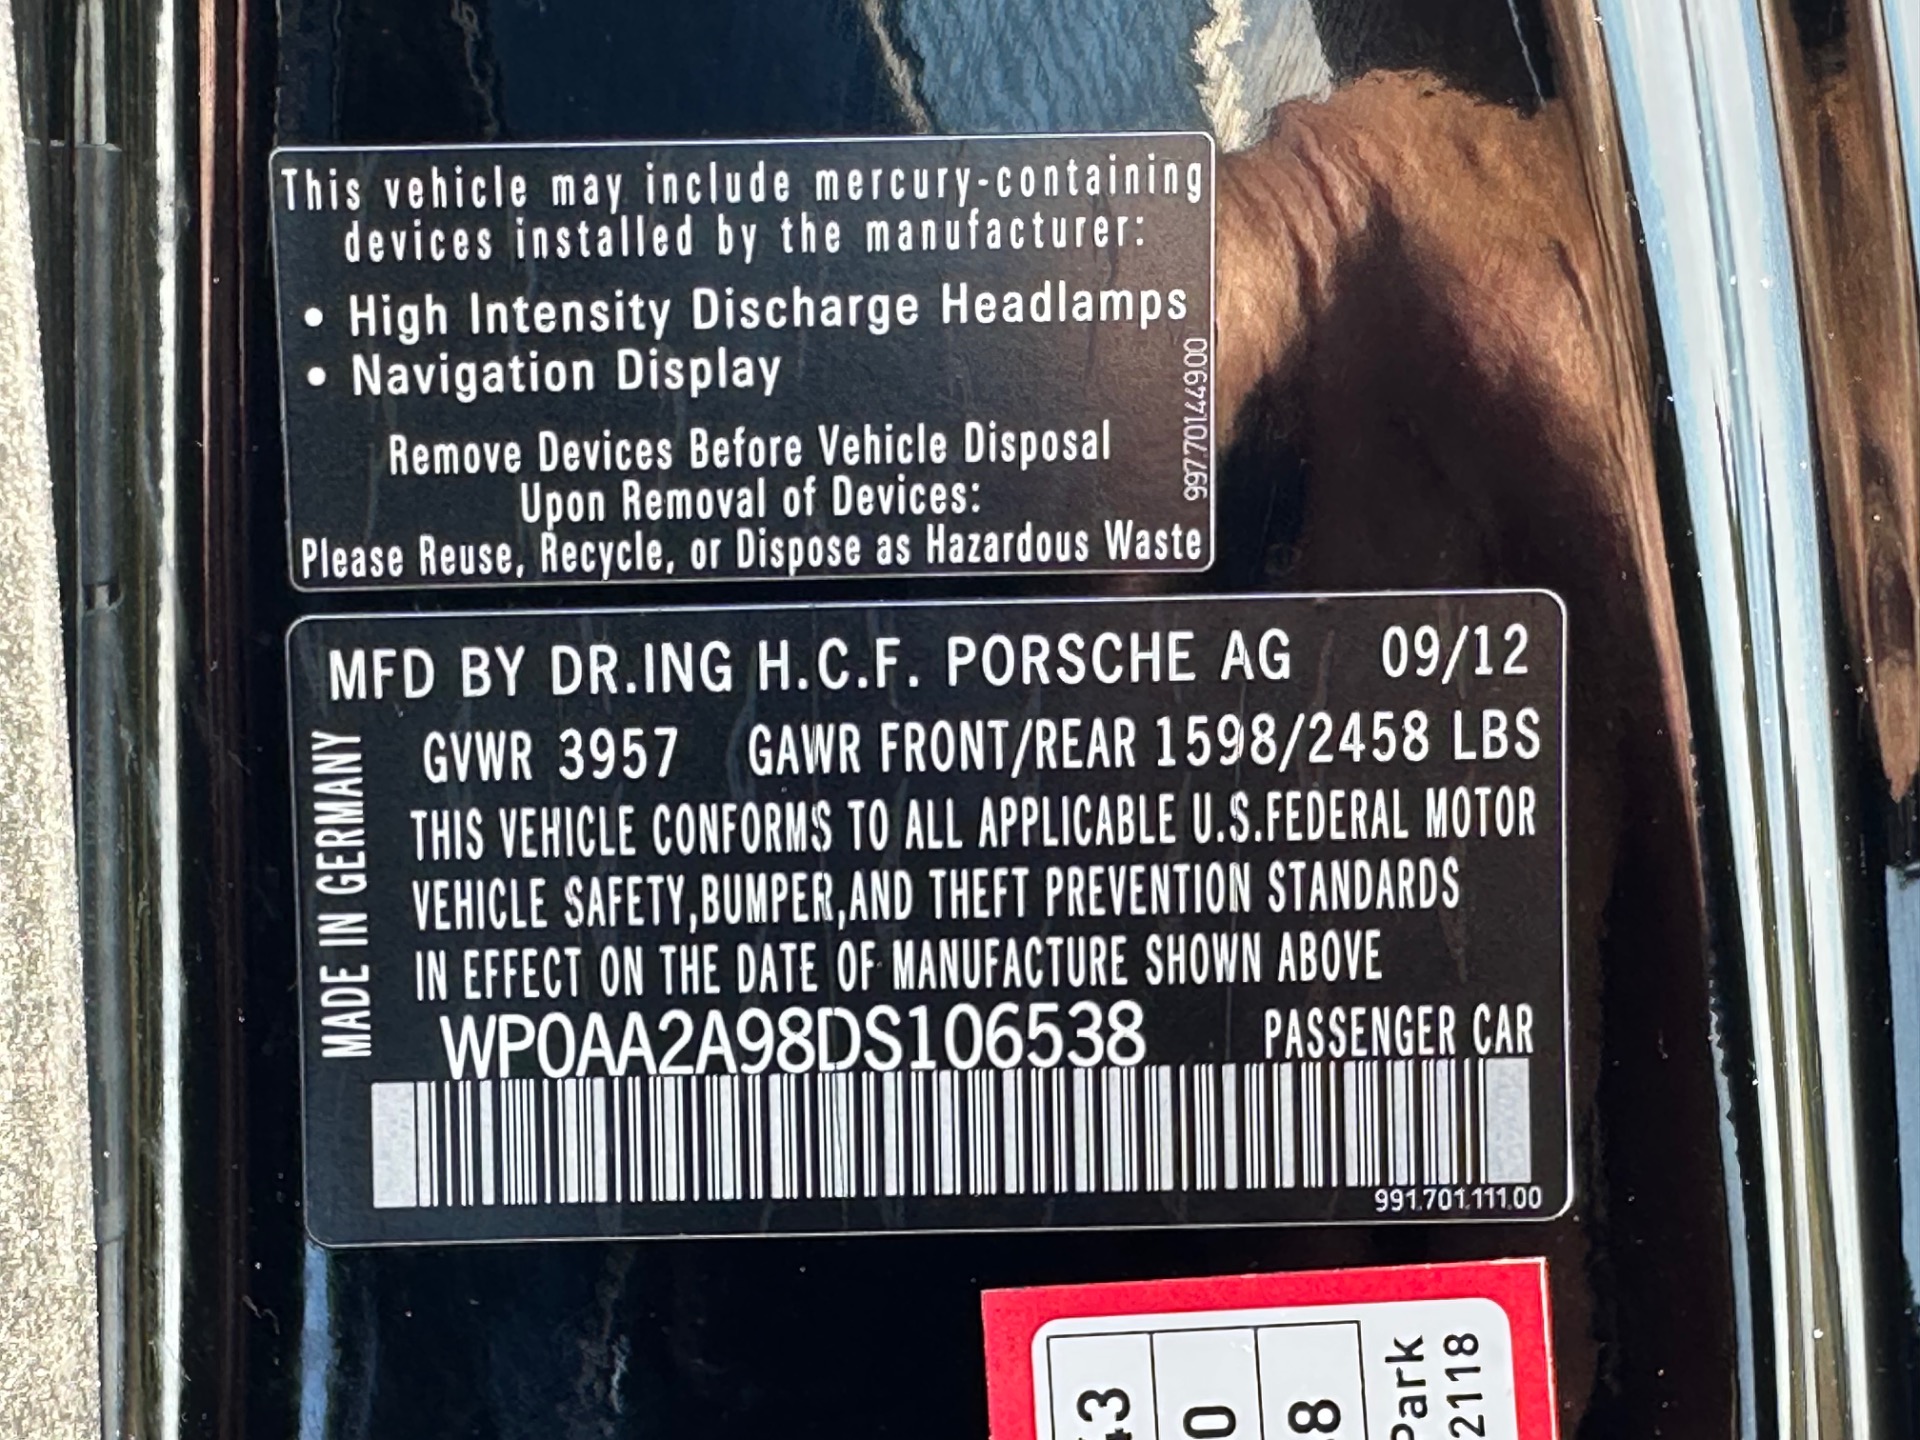 This vehicle may include mercury-containing
devices installed by the manufacturer:
• High Intensity Discharge Headlamps
• Navigation Display
Remove Devices Before Vehicle Disposal
Upon Removal of Devices:
Please Reuse, Recycle, or Dispose as Hazardous Waste
99770144900
MFD BY DR.ING H.C.F. PORSCHE AG 09/12
GVWR 3957 GAWR FRONT/REAR 1598/2458 LBS
THIS VEHICLE CONFORMS TO ALL APPLICABLE U.S.FEDERAL MOTOR
VEHICLE SAFETY,BUMPER,AND THEFT PREVENTION STANDARDS
IN EFFECT ON THE DATE OF MANUFACTURE SHOWN ABOVE
WP0AA2A98DS106538 PASSENGER CAR
MADE IN GERMANY
991.701.111.00
3
0
8
Park
2118